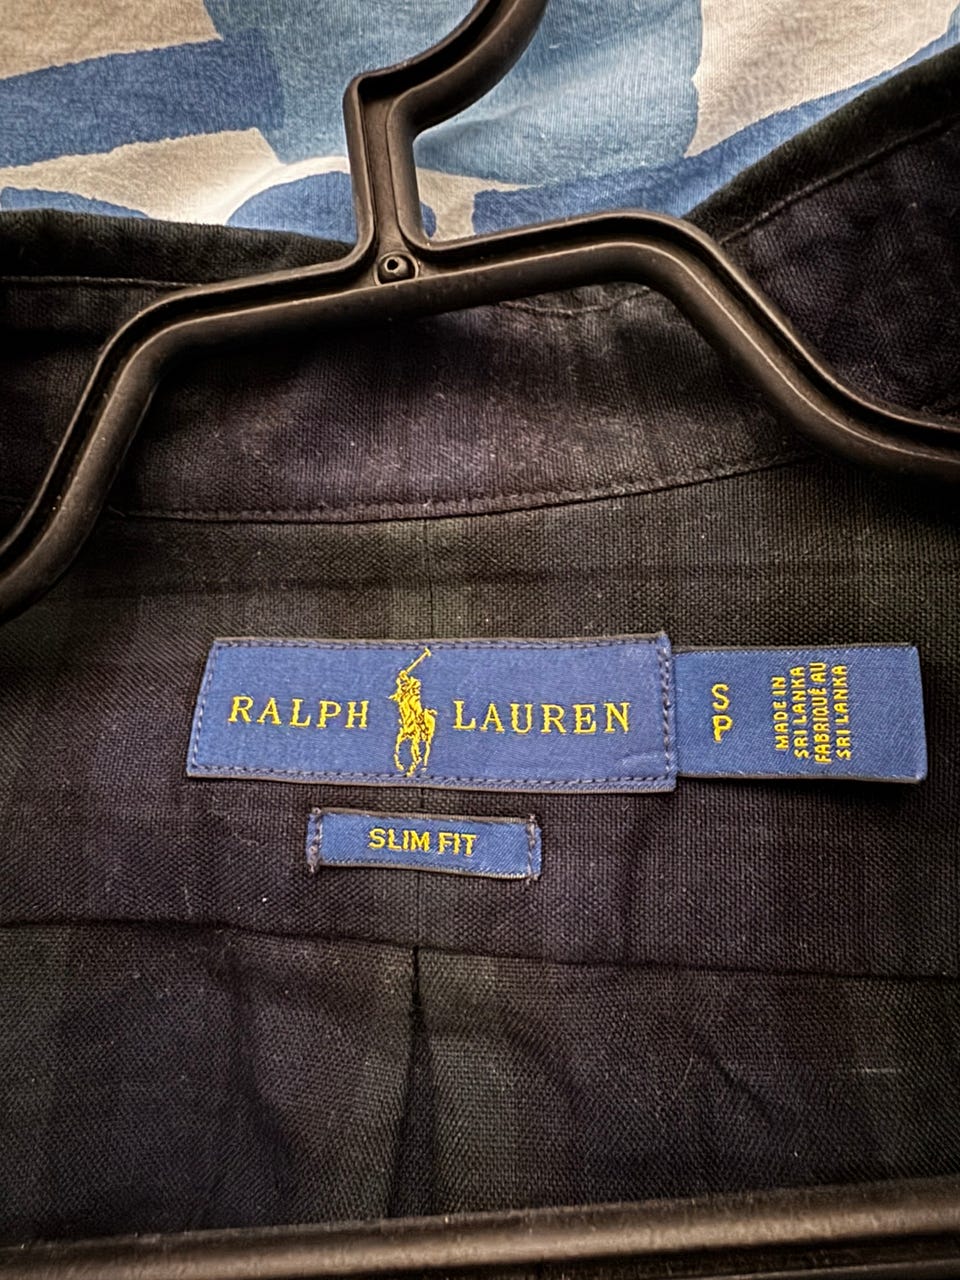 RALPH LAUREN
S
P
MADE IN
SRI LANKA
FABRIQUÉ AU
SRI LANKA
SLIM FIT